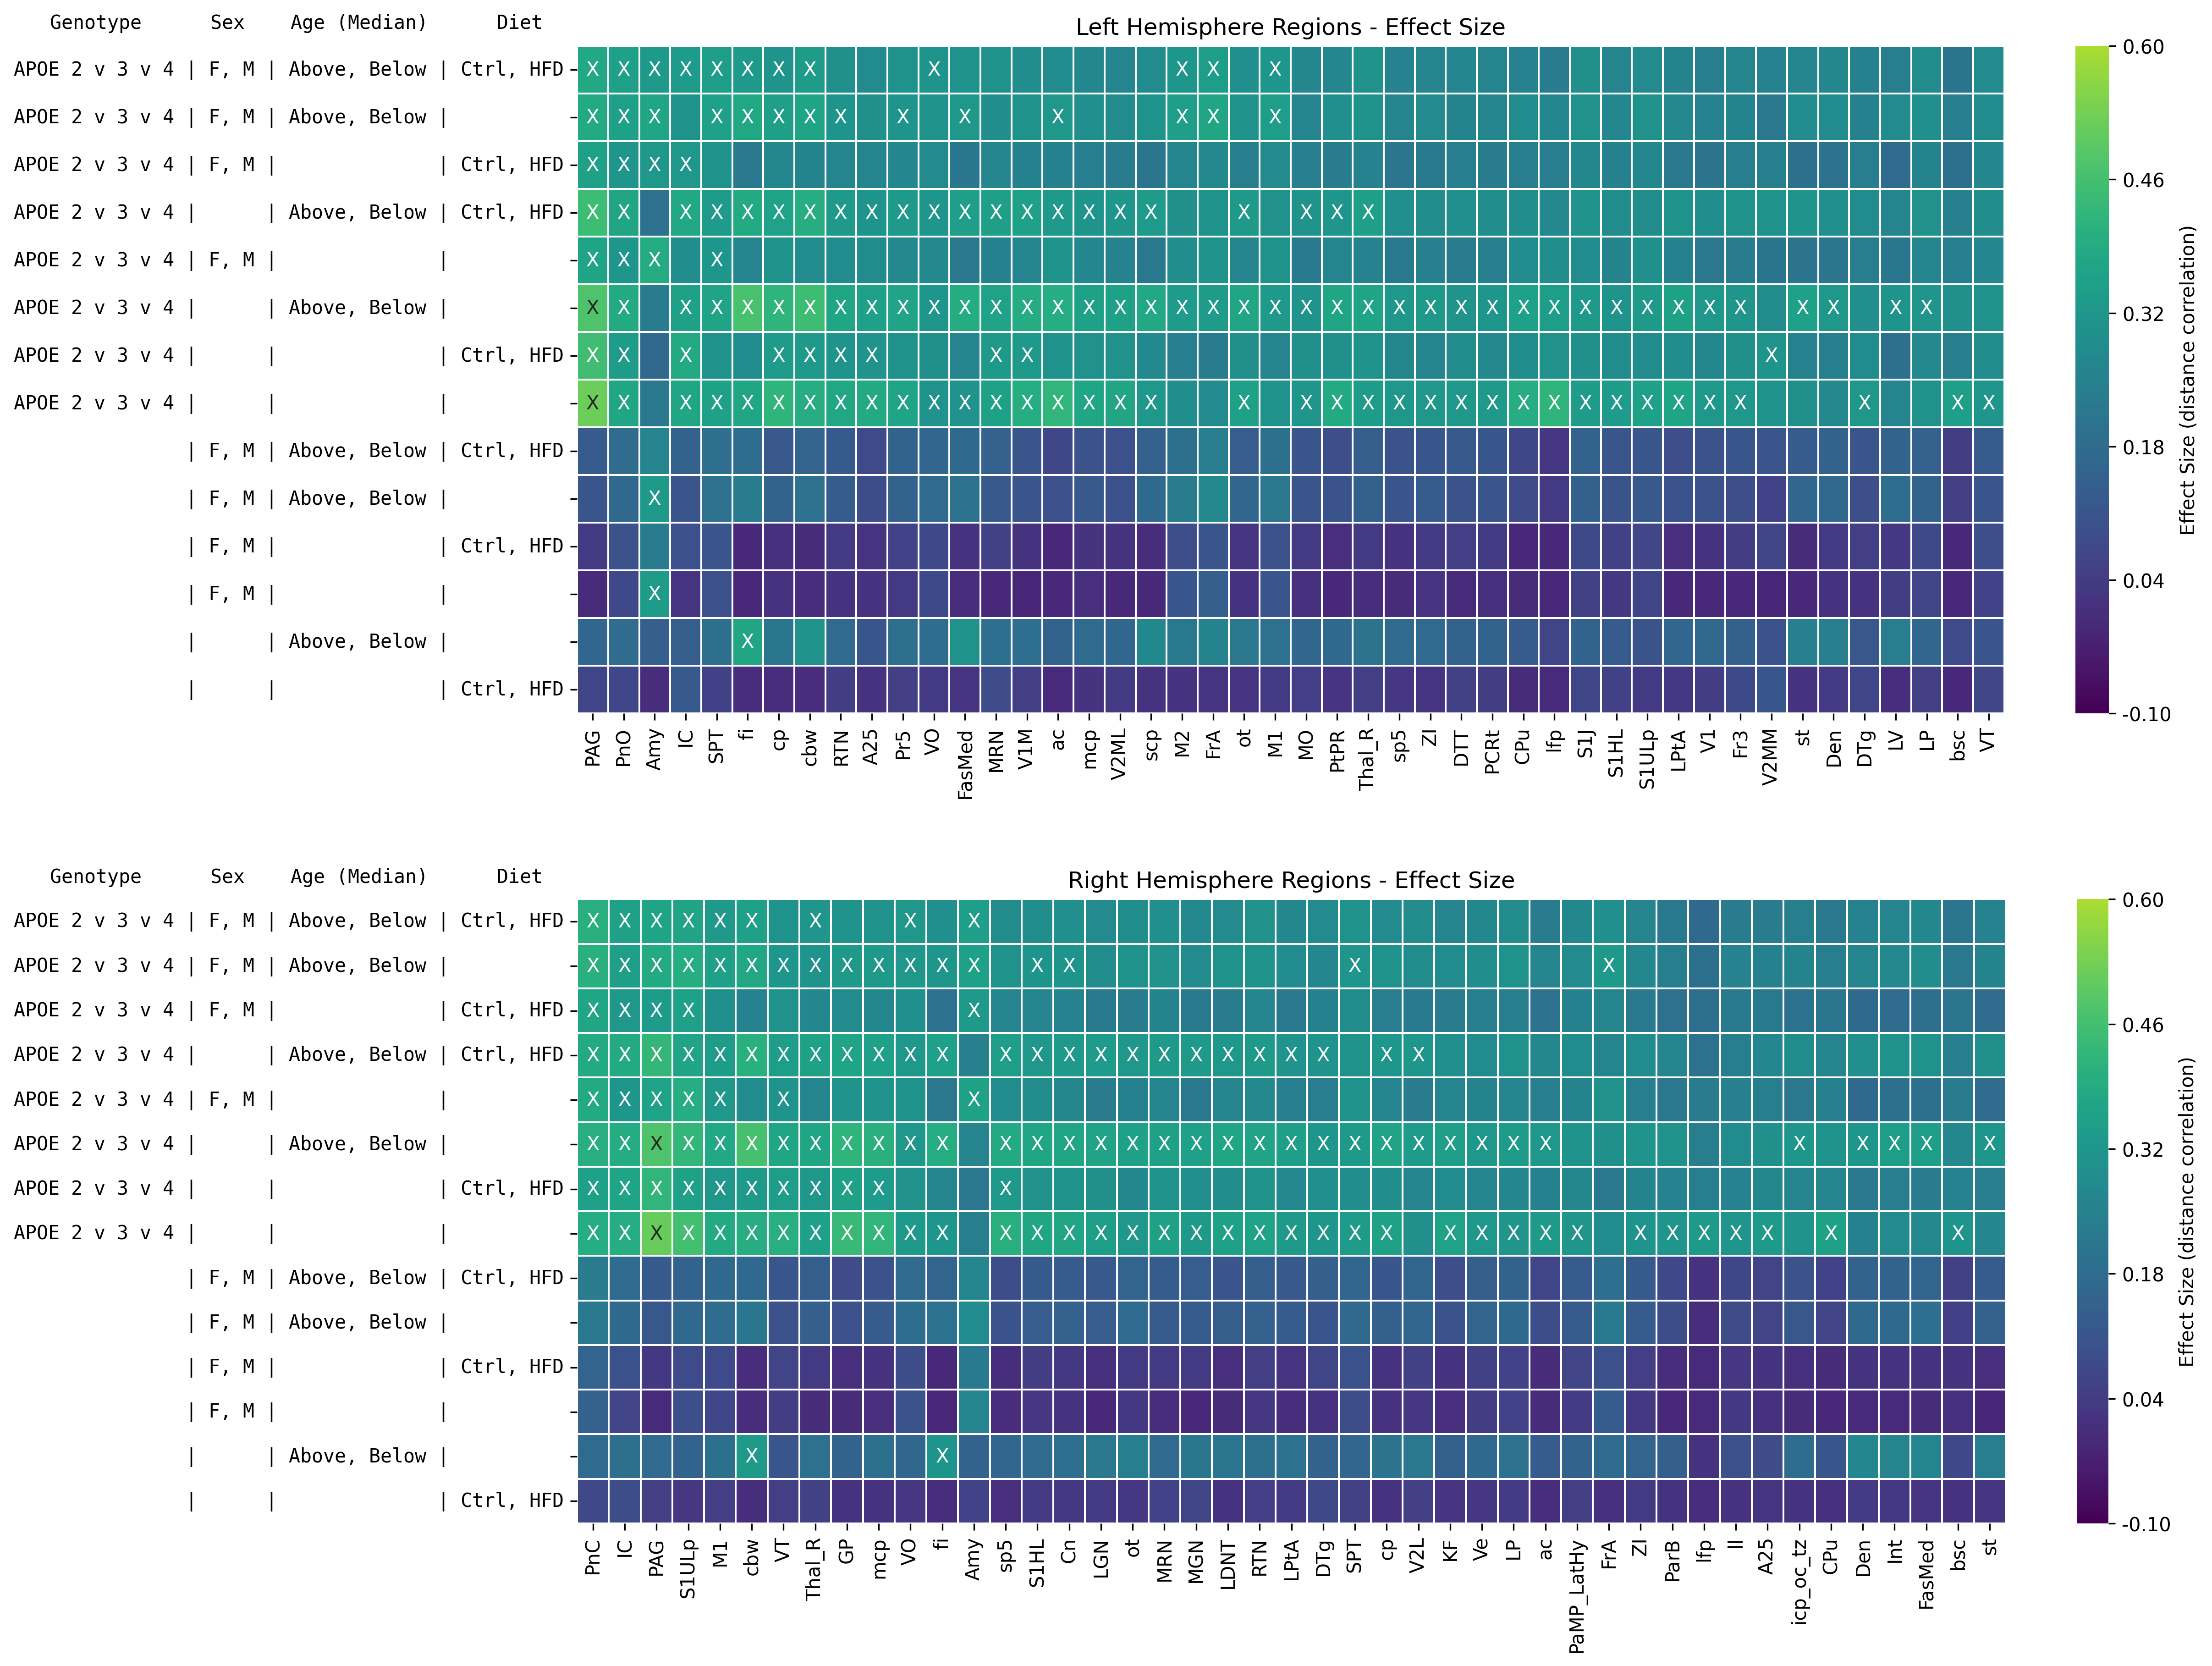 Genotype Sex Age (Median) Diet
Left Hemisphere Regions - Effect Size
APOE 2 v 3 v 4 | F, M | Above, Below | Ctrl, HFD X X X X X X X X X X X X
APOE 2 v 3 v 4 | F, M | Above, Below | X X X X X X X X X X X X X X
APOE 2 v 3 v 4 | F, M | | Ctrl, HFD X X X X
APOE 2 v 3 v 4 | | Above, Below | Ctrl, HFD X X X X X X X X X X X X X X X X X X X X X X
APOE 2 v 3 v 4 | F, M | | X X X X
APOE 2 v 3 v 4 | | Above, Below | X X X X X X X X X X X X X X X X X X X X X X X X X X X X X X X X X X X X X X X X X
APOE 2 v 3 v 4 | | | Ctrl, HFD X X X X X X X X X X
APOE 2 v 3 v 4 | | | X X X X X X X X X X X X X X X X X X X X X X X X X X X X X X X X X X X X
| F, M | Above, Below | Ctrl, HFD
| F, M | Above, Below | X
| F, M | | Ctrl, HFD
| F, M | | X
| | Above, Below | X
| | | Ctrl, HFD
PAG PnO Amy IC SPT fi cp cbw RTN A25 Pr5 VO FasMed MRN V1M ac mcp V2ML scp M2 FrA ot M1 MO PtPR Thal_R sp5 ZI DTT PCRt CPu lfp S1J S1HL S1ULp LPtA V1 Fr3 V2MM st Den DTg LV LP bsc VT
0.60
0.46
0.32
0.18
0.04
-0.10
Effect Size (distance correlation)
Genotype Sex Age (Median) Diet
Right Hemisphere Regions - Effect Size
APOE 2 v 3 v 4 | F, M | Above, Below | Ctrl, HFD X X X X X X X X X
APOE 2 v 3 v 4 | F, M | Above, Below | X X X X X X X X X X X X X X X X X
APOE 2 v 3 v 4 | F, M | | Ctrl, HFD X X X X X
APOE 2 v 3 v 4 | | Above, Below | Ctrl, HFD X X X X X X X X X X X X X X X X X X X X X X X X X
APOE 2 v 3 v 4 | F, M | | X X X X X X X
APOE 2 v 3 v 4 | | Above, Below | X X X X X X X X X X X X X X X X X X X X X X X X X X X X X X X X X X X
APOE 2 v 3 v 4 | | | Ctrl, HFD X X X X X X X X X X X
APOE 2 v 3 v 4 | | | X X X X X X X X X X X X X X X X X X X X X X X X X X X X X X X X X X X X X
| F, M | Above, Below | Ctrl, HFD
| F, M | Above, Below |
| F, M | | Ctrl, HFD
| F, M | |
| | Above, Below | X X
| | | Ctrl, HFD
PnC IC PAG S1ULp M1 cbw VT Thal_R GP mcp VO fi Amy sp5 S1HL Cn LGN ot MRN MGN LDNT RTN LPtA DTg SPT cp V2L KF Ve LP ac PaMP_LatHy FrA ZI ParB lfp II A25 icp_oc_tz CPu Den Int FasMed bsc st
0.60
0.46
0.32
0.18
0.04
-0.10
Effect Size (distance correlation)